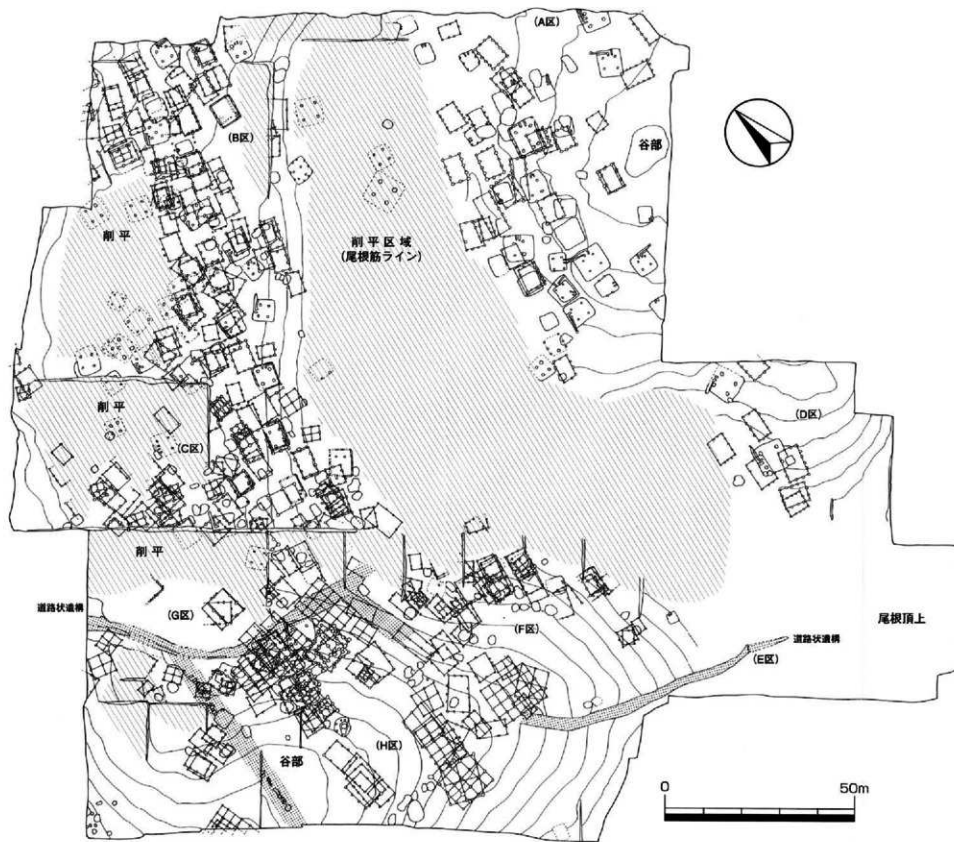 (A区)
(B区)
谷部
削平
削平区域
(尾根筋ライン)
削平
(C区)
(D区)
削平
(G区)
道路状遺構
(F区)
尾根頂上
道路状遺構
(E区)
(H区)
谷部
0
50m